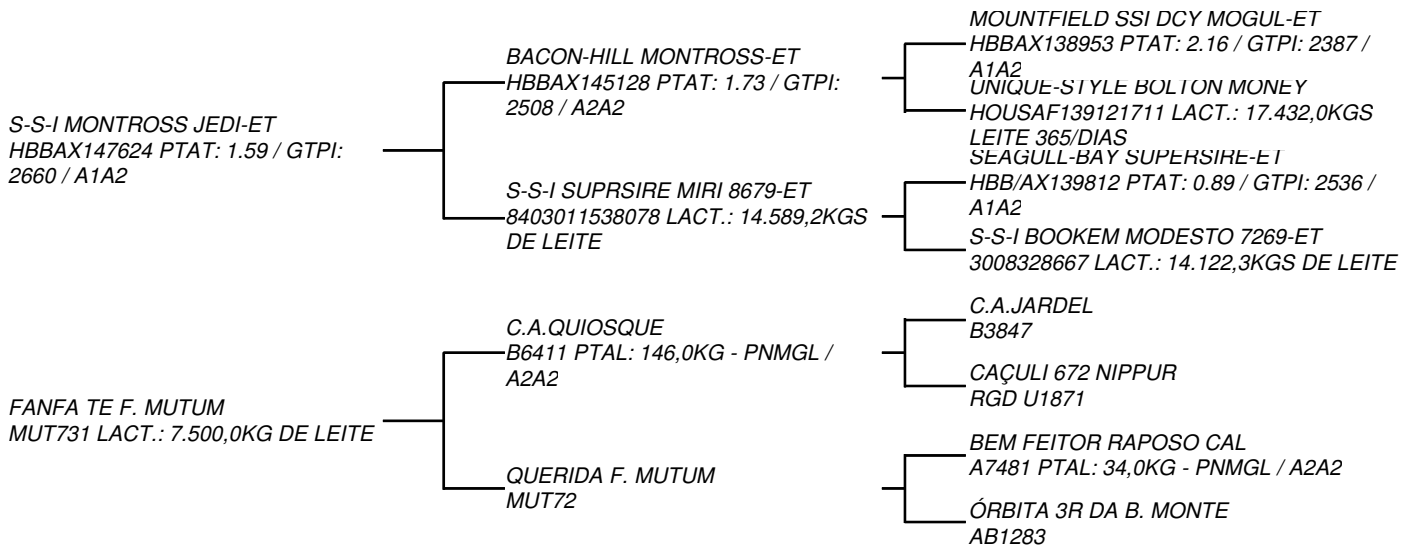 MOUNTFIELD SSI DCY MOGUL-ET
HBBAX138953 PTAT: 2.16 / GTPI: 2387 /
A1A2
BACON-HILL MONTROSS-ET
HBBAX145128 PTAT: 1.73 / GTPI:
2508 / A2A2
UNIQUE-STYLE BOLTON MONEY
HOUSAF139121711 LACT.: 17.432,0KGS
LEITE 365/DIAS
S-S-I MONTROSS JEDI-ET
HBBAX147624 PTAT: 1.59 / GTPI:
2660 / A1A2
SEAGULL-BAY SUPERSIRE-ET
HBB/AX139812 PTAT: 0.89 / GTPI: 2536 /
A1A2
S-S-I SUPRSIRE MIRI 8679-ET
8403011538078 LACT.: 14.589,2KGS
DE LEITE
S-S-I BOOKEM MODESTO 7269-ET
3008328667 LACT.: 14.122,3KGS DE LEITE
C.A.JARDEL
B3847
C.A.QUIOSQUE
B6411 PTAL: 146,0KG - PNMGL /
A2A2
CAÇULI 672 NIPPUR
RGD U1871
FANFA TE F. MUTUM
MUT731 LACT.: 7.500,0KG DE LEITE
BEM FEITOR RAPOSO CAL
A7481 PTAL: 34,0KG - PNMGL / A2A2
QUERIDA F. MUTUM
MUT72
ÓRBITA 3R DA B. MONTE
AB1283